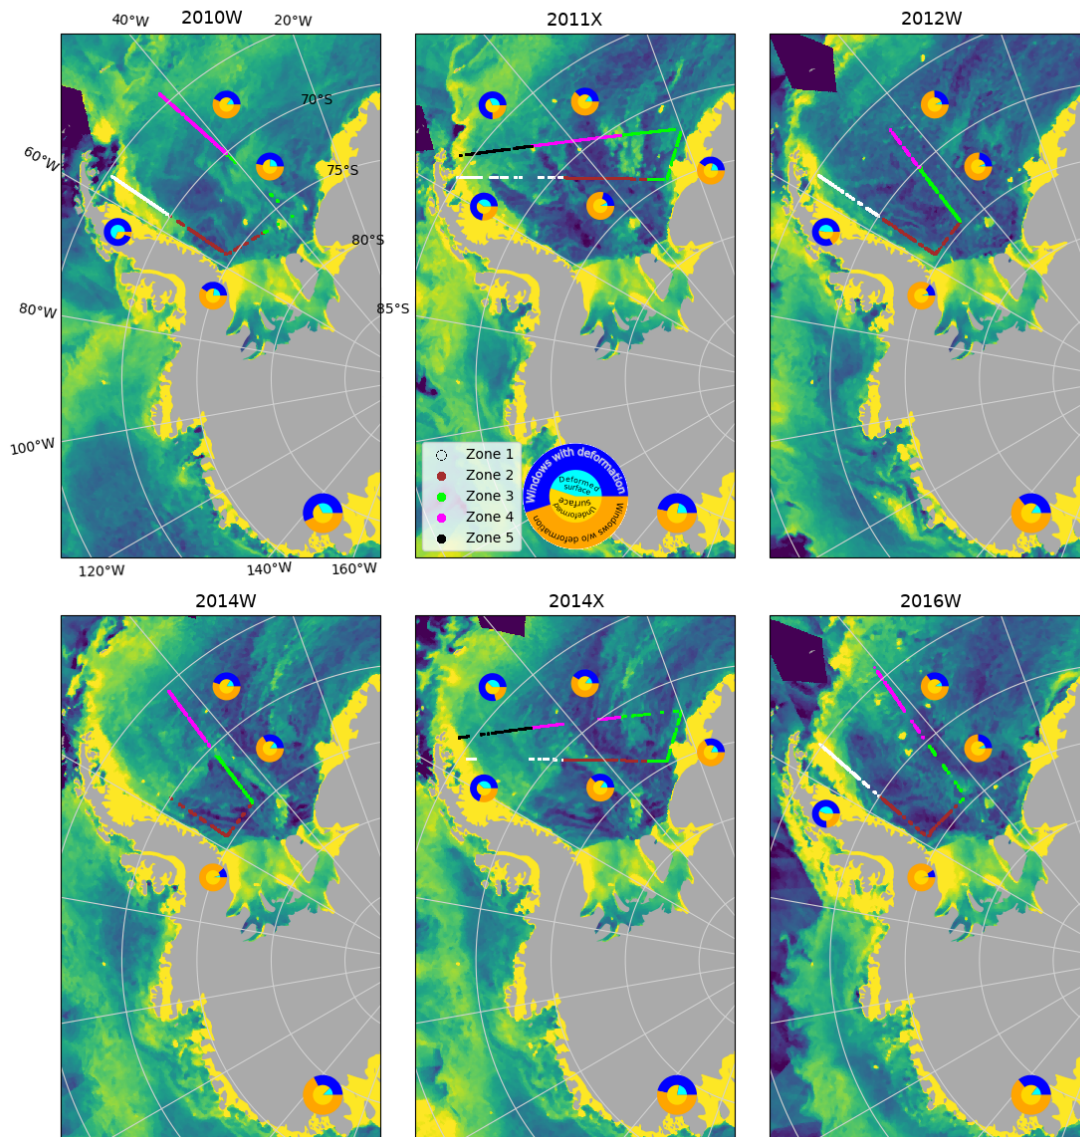 40°W
2010W
20°W
2011X
2012W
70°S
60°W
75°S
80°S
80°W
85°S
100°W
Zone 1
Zone 2
Zone 3
Zone 4
Zone 5
Windows with deformation
Deformed
surface
Undeformed
surface
Windows w/o deformation
120°W
140°W
160°W
2014W
2014X
2016W